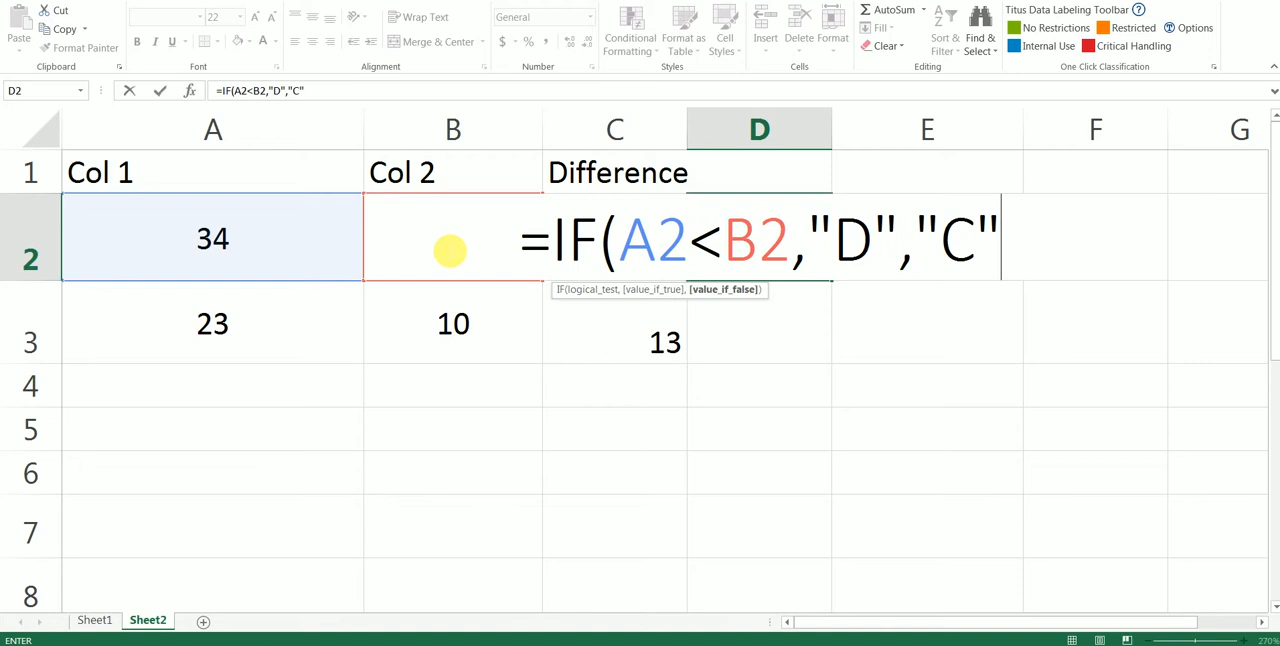 Cut
Copy
Format Painter
Paste
Clipboard
22
B I U
Font
Wrap Text
Merge & Center
Alignment
General
$ % ,
Number
Conditional Formatting
Format as Table
Cell Styles
Styles
Insert
Delete
Format
Cells
AutoSum
Fill
Clear
Sort & Filter
Find & Select
Editing
Titus Data Labeling Toolbar
No Restrictions Restricted Options
Internal Use Critical Handling
One Click Classification
D2 fx =IF(A2<B2,"D","C"
A B C D E F G
1 Col 1 Col 2 Difference
2 34 =IF(A2<B2,"D","C"
IF(logical_test, [value_if_true], [value_if_false])
3 23 10 13
4
5
6
7
8
Sheet1 Sheet2
ENTER 270%